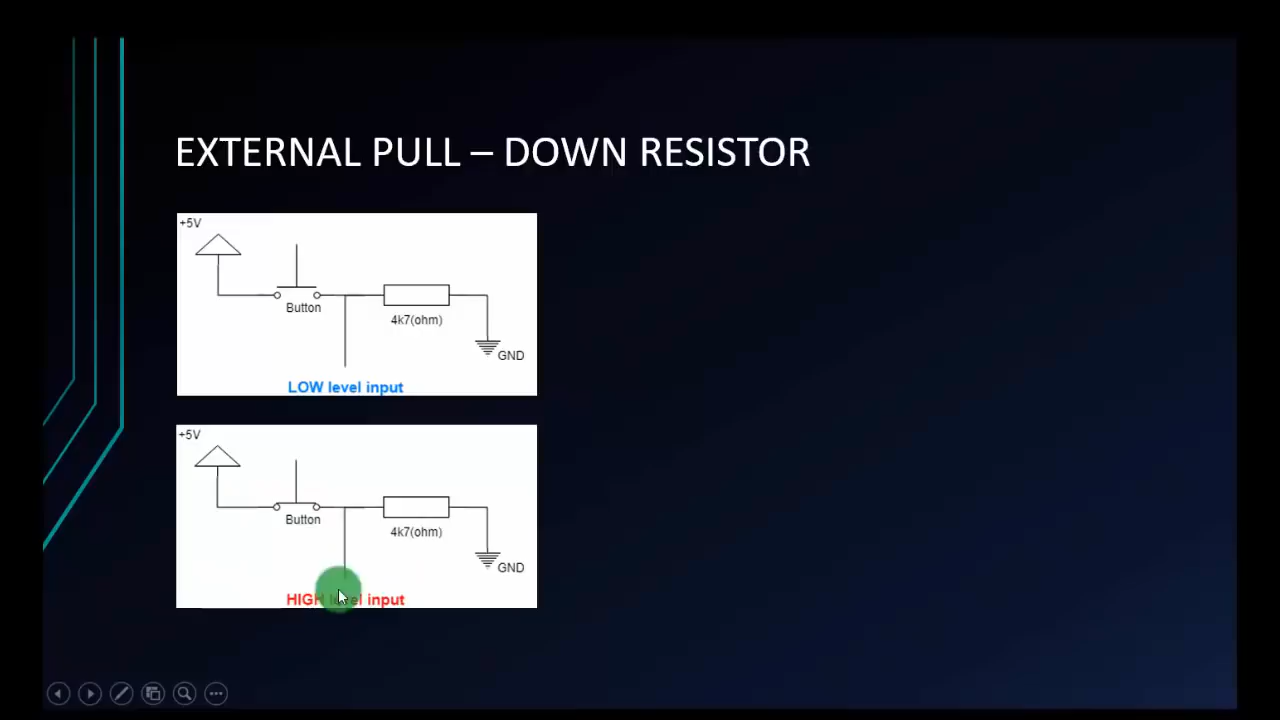 EXTERNAL PULL – DOWN RESISTOR
+5V
Button
4k7(ohm)
GND
LOW level input
+5V
Button
4k7(ohm)
GND
HIGH level input